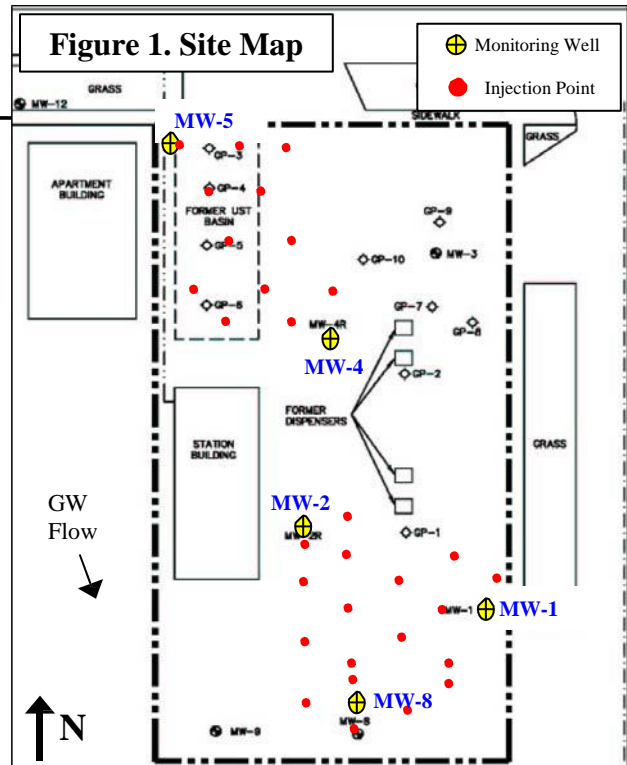 Figure 1. Site Map
Monitoring Well
Injection Point
GRASS
MW-12
SIDEWALK
MW-5
GRASS
GP-3
APARTMENT
BUILDING
GP-4
FORMER UST
BASIN
GP-9
GP-5
MW-3
GP-10
GP-6
GP-7
MW-4R
GP-8
MW-4
GP-2
FORMER
DISPENSERS
STATION
BUILDING
GRASS
GW
Flow
MW-2
MW-2R
GP-1
MW-1
MW-1
MW-8
MW-8
MW-9
N